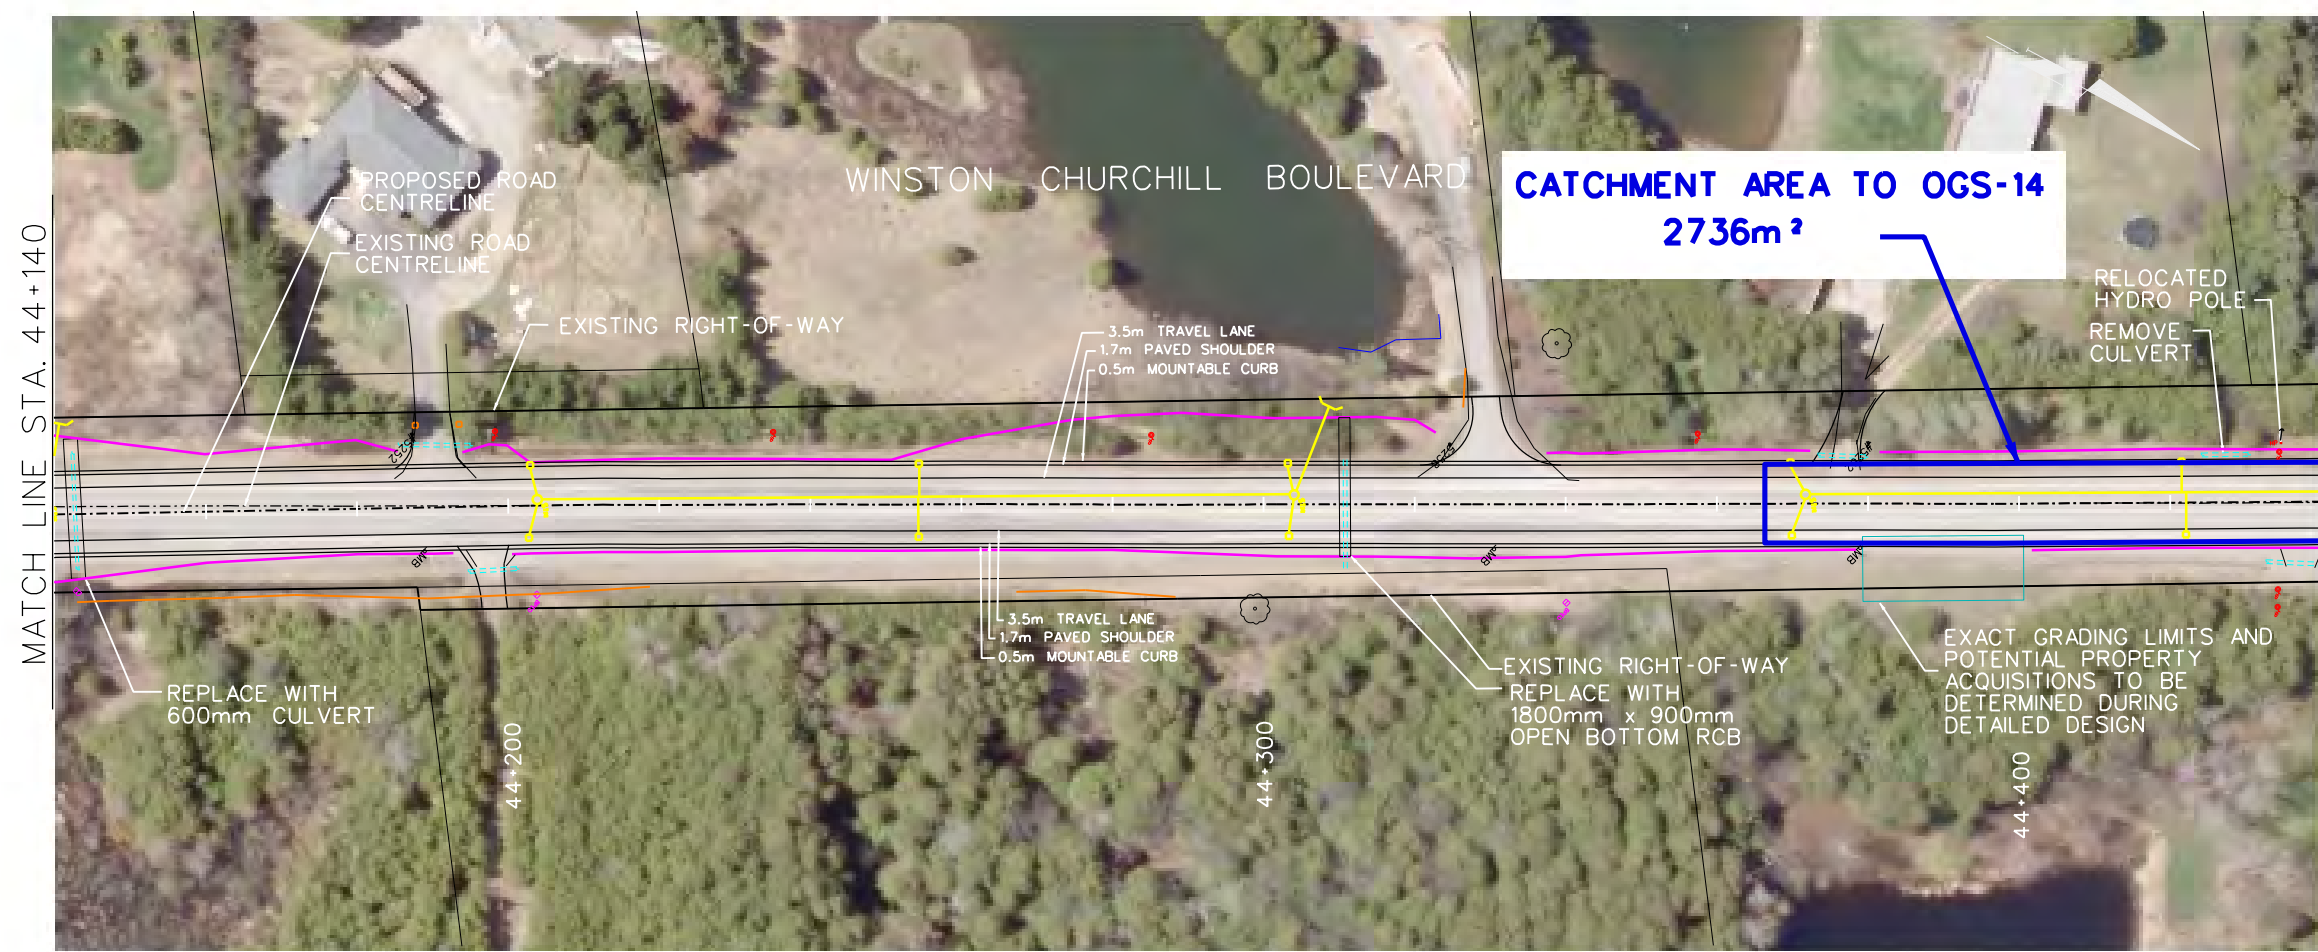 MATCH LINE STA. 44+140
PROPOSED ROAD
CENTRELINE
EXISTING ROAD
CENTRELINE
EXISTING RIGHT-OF-WAY
WINSTON CHURCHILL BOULEVARD
3.5m TRAVEL LANE
1.7m PAVED SHOULDER
0.5m MOUNTABLE CURB
CATCHMENT AREA TO OGS-14
2736m²
RELOCATED
HYDRO POLE
REMOVE
CULVERT
#5252
MB
MB
MB
3.5m TRAVEL LANE
1.7m PAVED SHOULDER
0.5m MOUNTABLE CURB
REPLACE WITH
600mm CULVERT
EXISTING RIGHT-OF-WAY
REPLACE WITH
1800mm x 900mm
OPEN BOTTOM RCB
EXACT GRADING LIMITS AND
POTENTIAL PROPERTY
ACQUISITIONS TO BE
DETERMINED DURING
DETAILED DESIGN
44+200
44+300
44+400